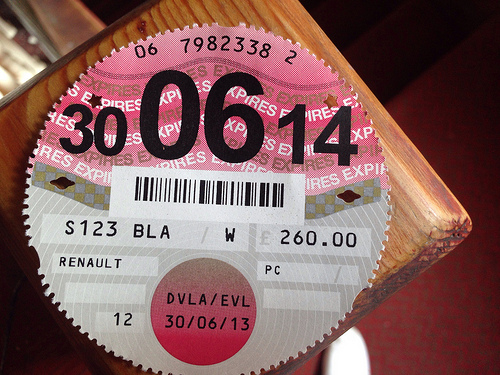 06 7982338 2
30 06 14
S123 BLA / W £ 260.00
RENAULT PC /
DVLA/EVL
12 30/06/13